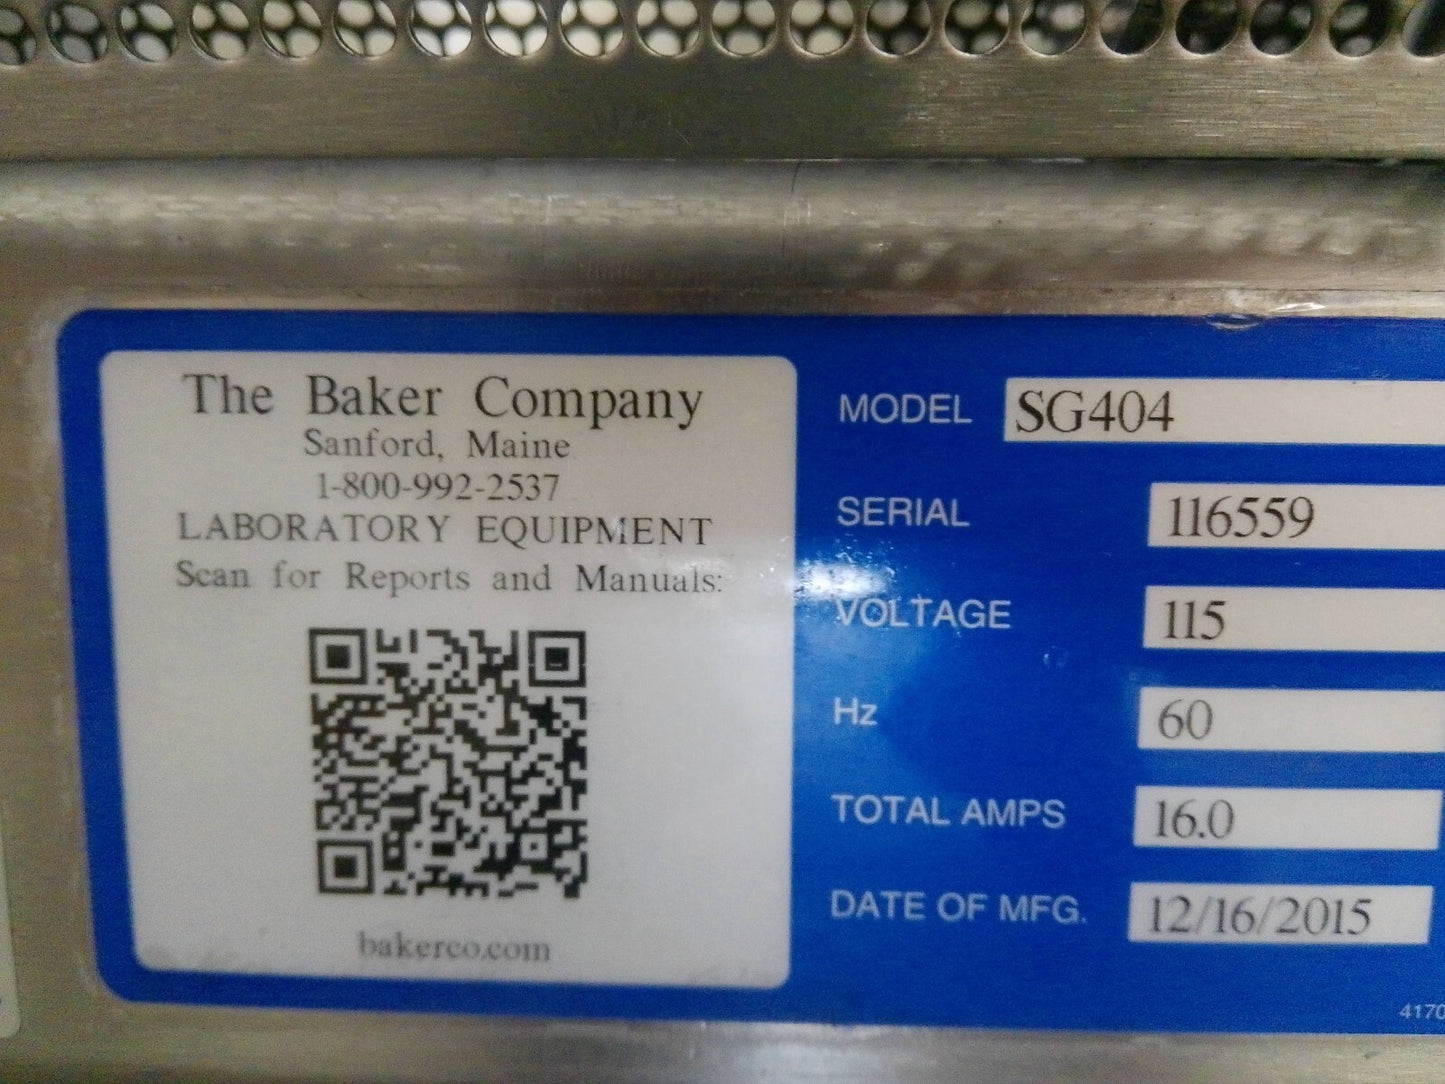 The Baker Company
Sanford, Maine
1-800-992-2537
LABORATORY EQUIPMENT
Scan for Reports and Manuals:
bakerco.com
MODEL SG404
SERIAL 116559
VOLTAGE 115
Hz 60
TOTAL AMPS 16.0
DATE OF MFG. 12/16/2015